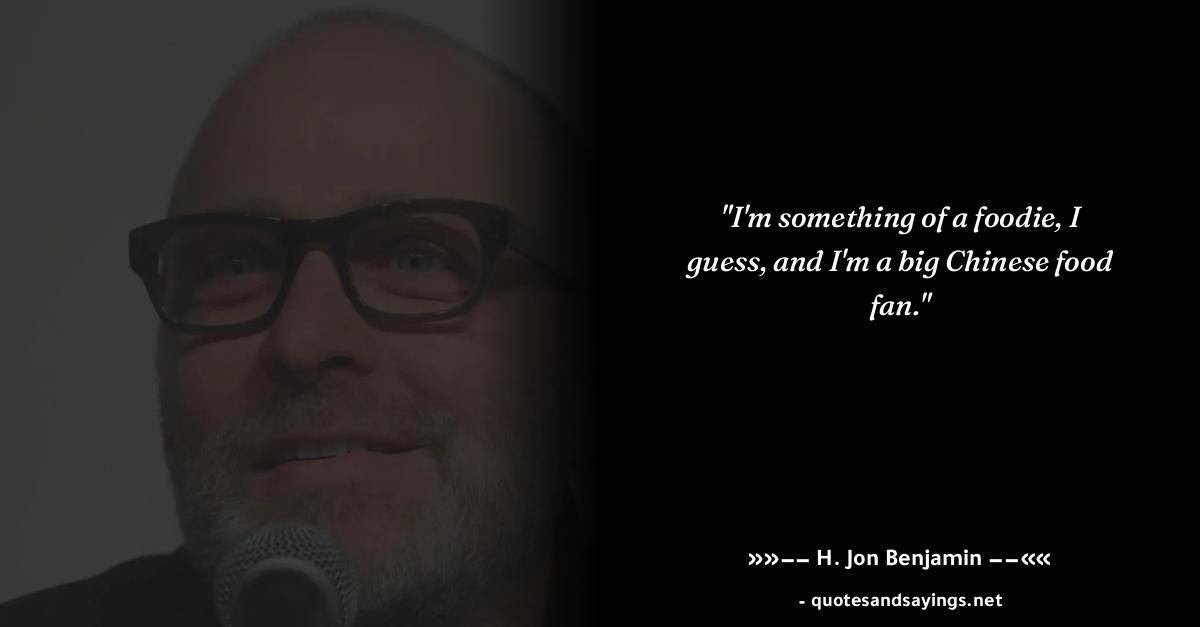 "I'm something of a foodie, I
guess, and I'm a big Chinese food
fan."
»»−− H. Jon Benjamin −−««
- quotesandsayings.net